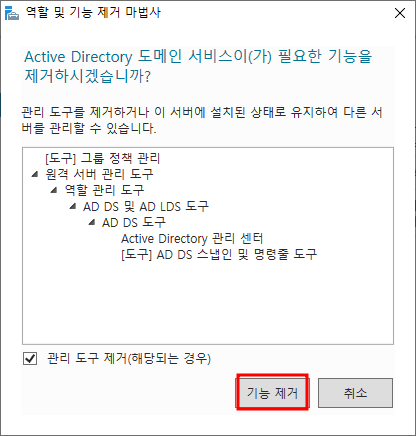 역할 및 기능 제거 마법사
Active Directory 도메인 서비스이(가) 필요한 기능을
제거하시겠습니까?
관리 도구를 제거하거나 이 서버에 설치된 상태로 유지하여 다른 서
버를 관리할 수 있습니다.
[도구] 그룹 정책 관리
원격 서버 관리 도구
역할 관리 도구
AD DS 및 AD LDS 도구
AD DS 도구
Active Directory 관리 센터
[도구] AD DS 스냅인 및 명령줄 도구
관리 도구 제거(해당되는 경우)
기능 제거
취소